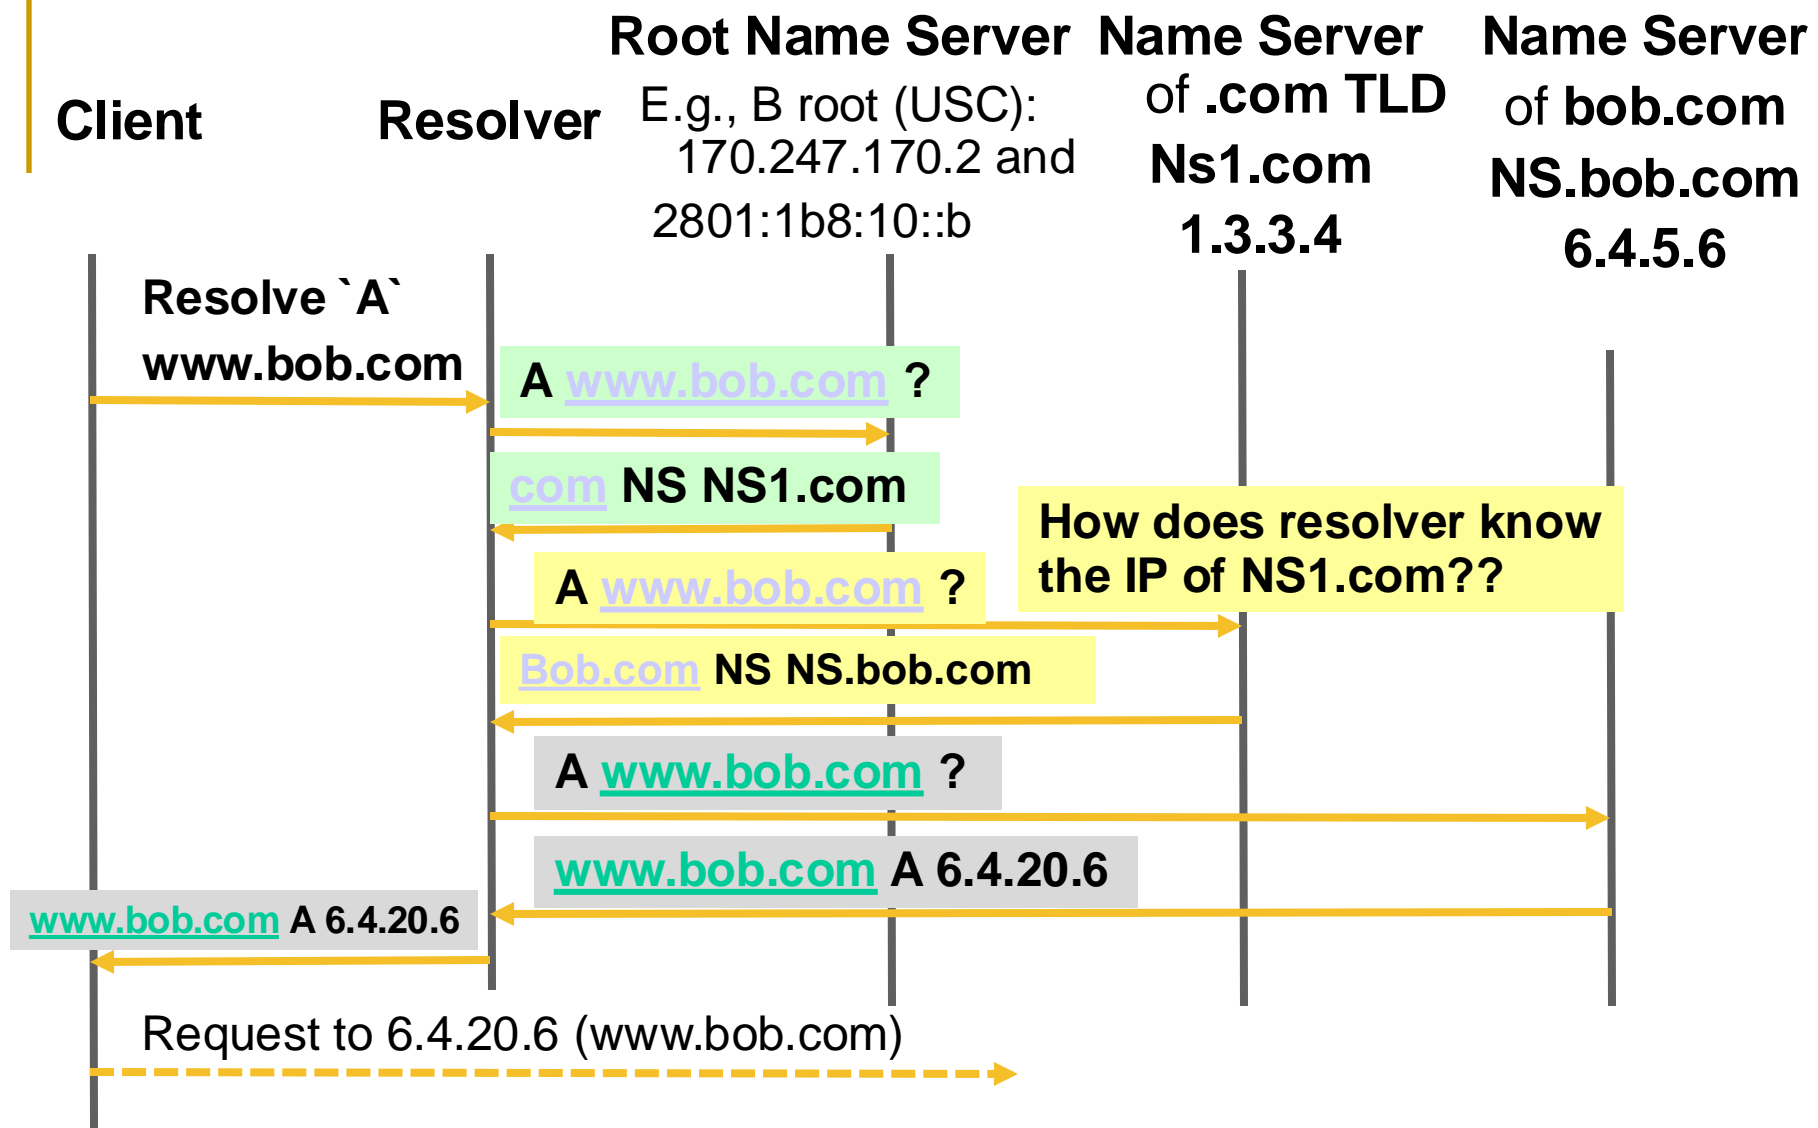 Client
Resolver
Root Name Server
E.g., B root (USC):
170.247.170.2 and
2801:1b8:10::b
Name Server
of .com TLD
Ns1.com
1.3.3.4
Name Server
of bob.com
NS.bob.com
6.4.5.6
Resolve `A`
www.bob.com
A www.bob.com ?
com NS NS1.com
How does resolver know
the IP of NS1.com??
A www.bob.com ?
Bob.com NS NS.bob.com
A www.bob.com ?
www.bob.com A 6.4.20.6
www.bob.com A 6.4.20.6
Request to 6.4.20.6 (www.bob.com)